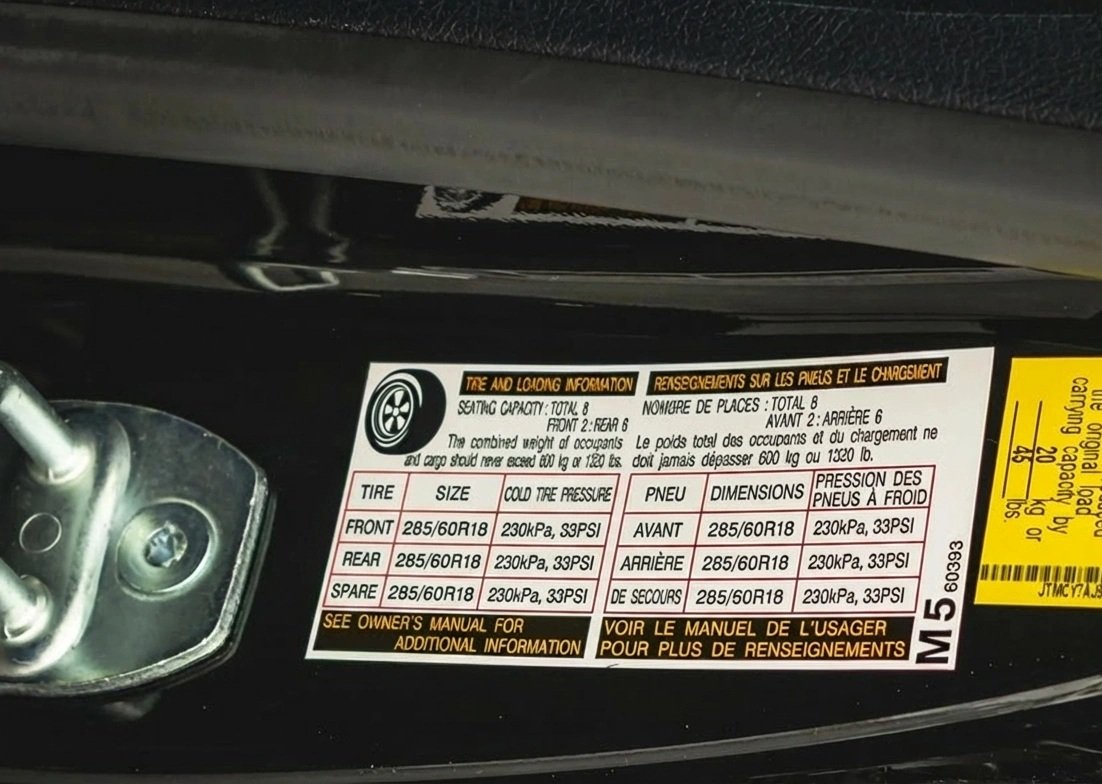 TIRE AND LOADING INFORMATION
SEATING CAPACITY : TOTAL 8
FRONT 2 : REAR 6
The combined weight of occupants
and cargo should never exceed 600 kg or 1320 lbs.
RENSEGNEMENTS SUR LES PNEUS ET LE CHARGEMENT
NOMGRE DE PLACES : TOTAL 8
AVANT 2 : ARRIÈRE 6
Le poids total des occupants et du chargement ne
doit jamais dépasser 600 kg ou 1320 lb.
TIRE SIZE COLD TIRE PRESSURE
FRONT 285/60R18 230kPa, 33PSI
REAR 285/60R18 230kPa, 33PSI
SPARE 285/60R18 230kPa, 33PSI
SEE OWNER'S MANUAL FOR
ADDITIONAL INFORMATION
PNEU DIMENSIONS PRESSION DES
PNEUS À FROID
AVANT 285/60R18 230kPa, 33PSI
ARRIÈRE 285/60R18 230kPa, 33PSI
DE SECOURS 285/60R18 230kPa, 33PSI
VOIR LE MANUEL DE L'USAGER
POUR PLUS DE RENSEIGNEMENTS
M5 60393
the original load
carrying capacity by
20 kg or
45 lbs.
JTMCY7AJ